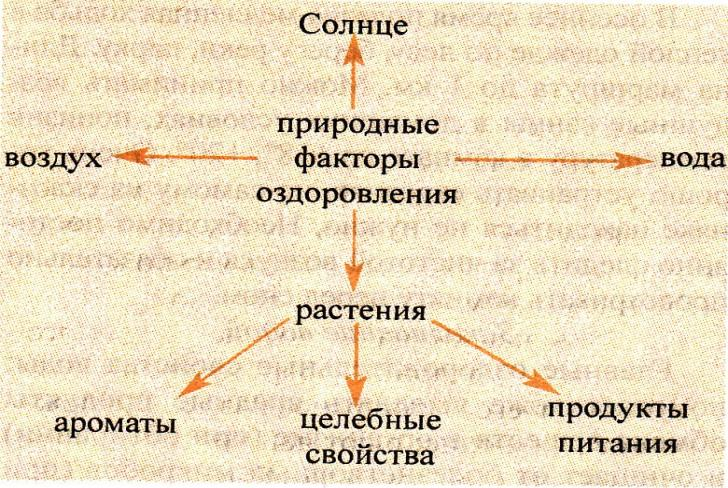 Солнце
природные
воздух факторы вода
оздоровления
растения
ароматы целебные свойства продукты питания